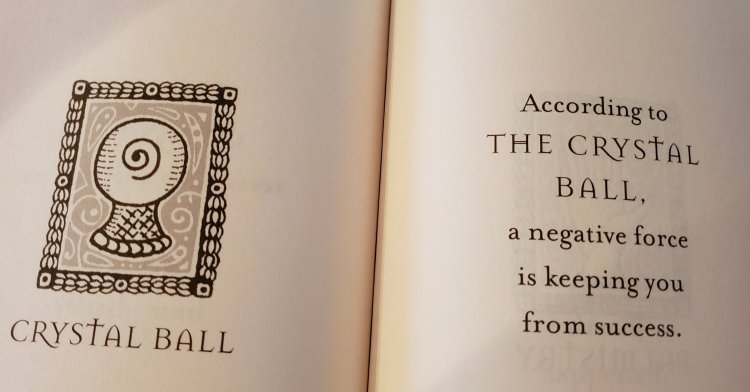 CRYSTAL BALL
According to
THE CRYSTAL
BALL,
a negative force
is keeping you
from success.